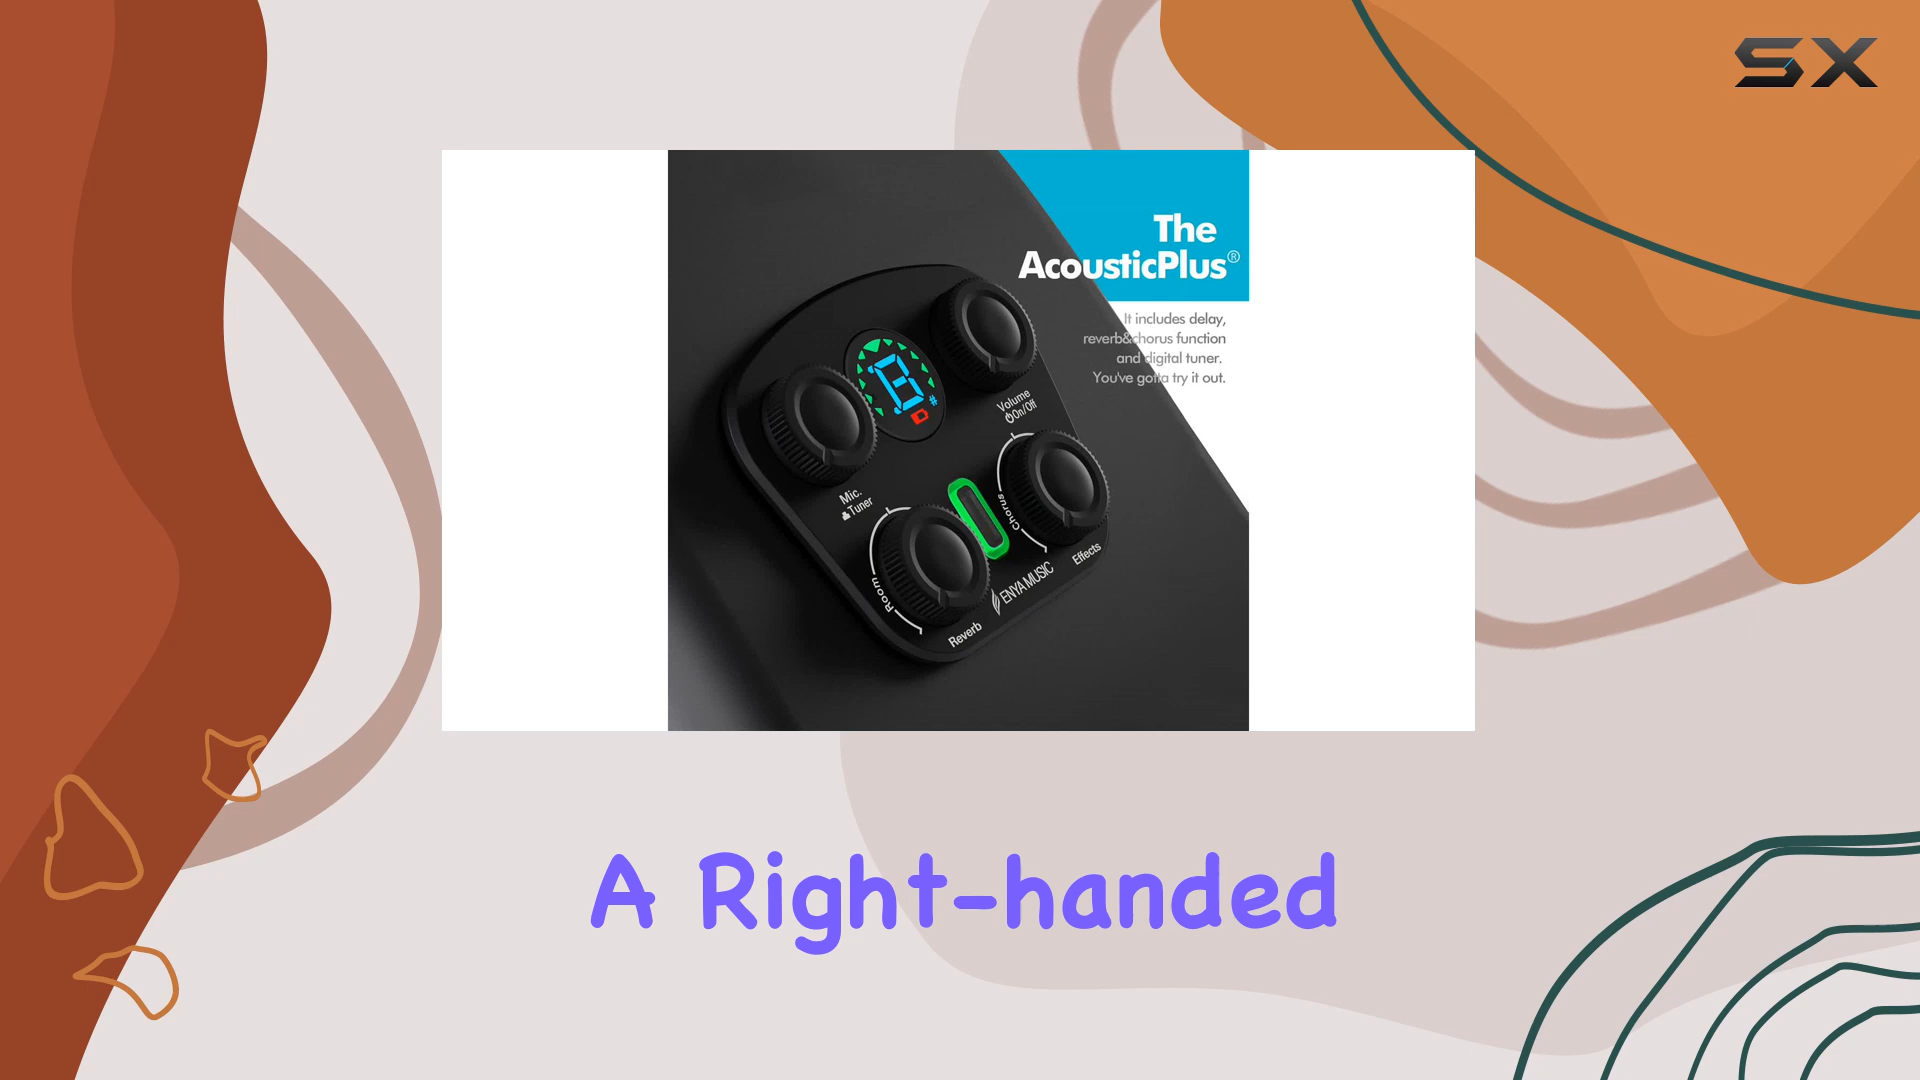 SX
The
AcousticPlus®
It includes delay,
reverb&chorus function
and digital tuner.
You've gotta try it out.
B
#
Volume
On/Off
Mic.
Tuner
Chorus
Effects
Room
Reverb
ENYA MUSIC
A Right-handed